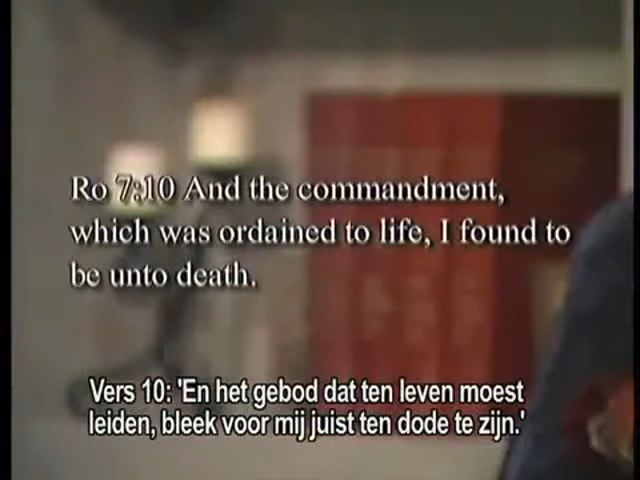 Ro 7:10 And the commandment,
which was ordained to life, I found to
be unto death.
Vers 10: 'En het gebod dat ten leven moest
leiden, bleek voor mij juist ten dode te zijn.'